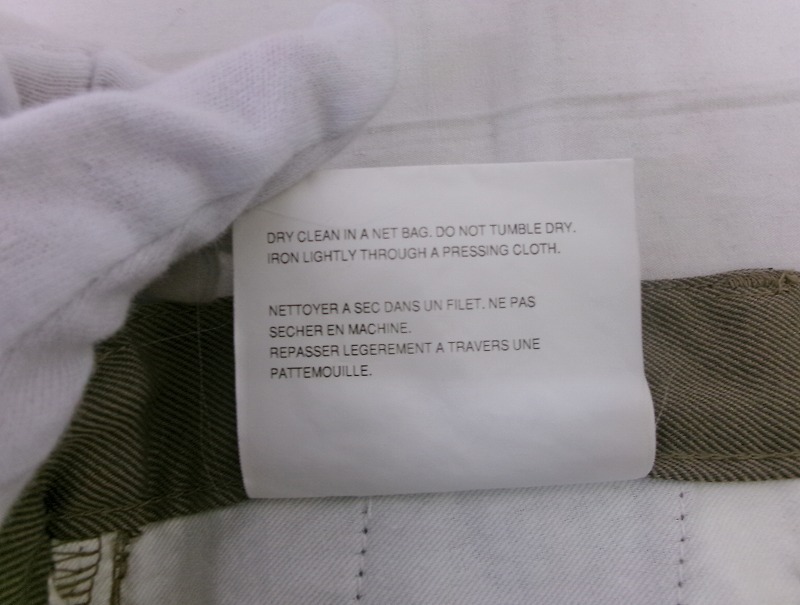 DRY CLEAN IN A NET BAG. DO NOT TUMBLE DRY.
IRON LIGHTLY THROUGH A PRESSING CLOTH.
NETTOYER A SEC DANS UN FILET. NE PAS
SECHER EN MACHINE.
REPASSER LEGEREMENT A TRAVERS UNE
PATTEMOUILLE.